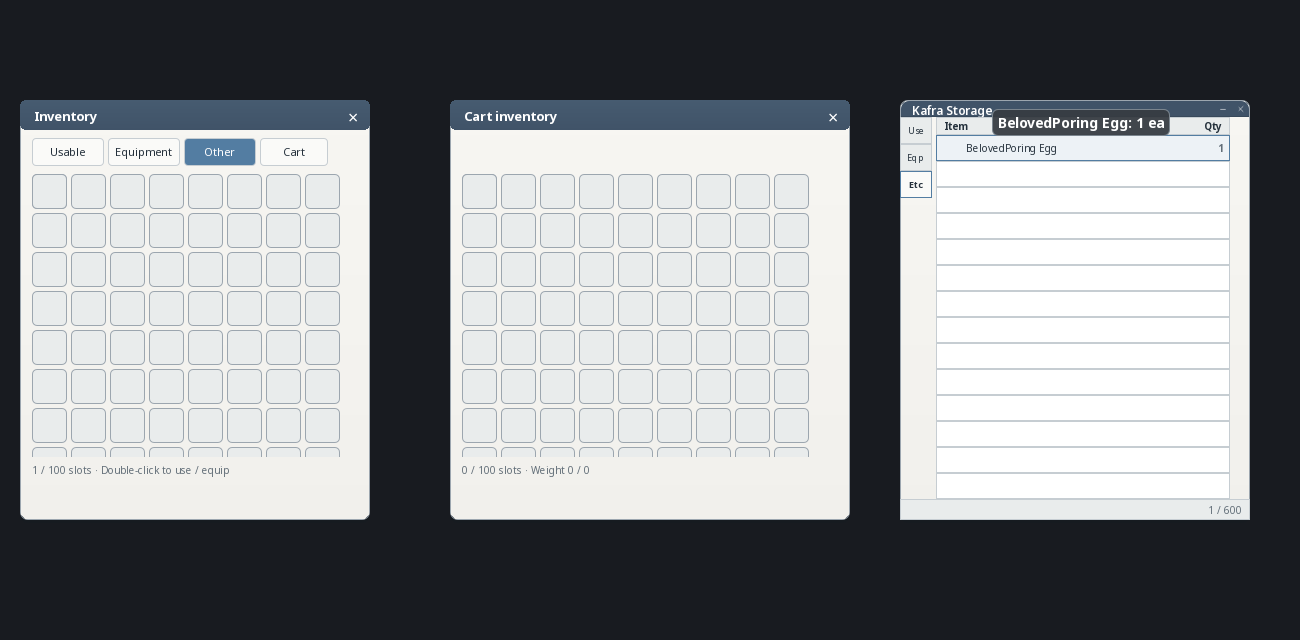 Inventory ×
Usable Equipment Other Cart
1 / 100 slots · Double-click to use / equip
Cart inventory ×
0 / 100 slots · Weight 0 / 0
Kafra Storage − ×
BelovedPoring Egg: 1 ea
Use
Eqp
Etc
Item Qty
BelovedPoring Egg 1
1 / 600